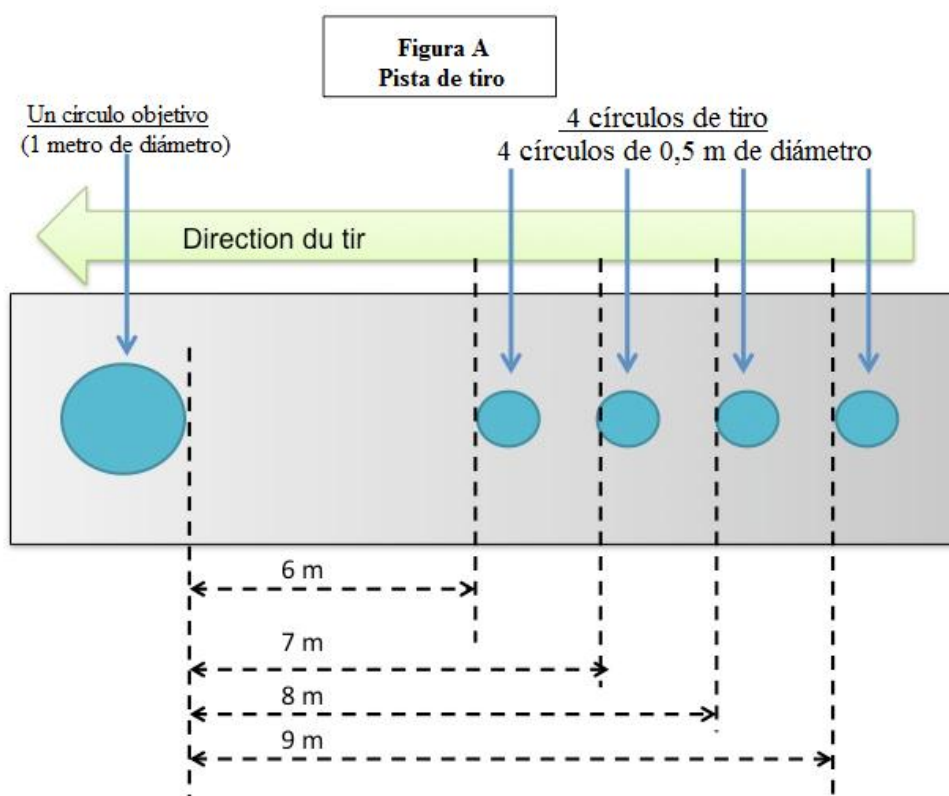 Figura A
Pista de tiro
Un círculo objetivo
(1 metro de diámetro)
4 círculos de tiro
4 círculos de 0,5 m de diámetro
Direction du tir
6 m
7 m
8 m
9 m